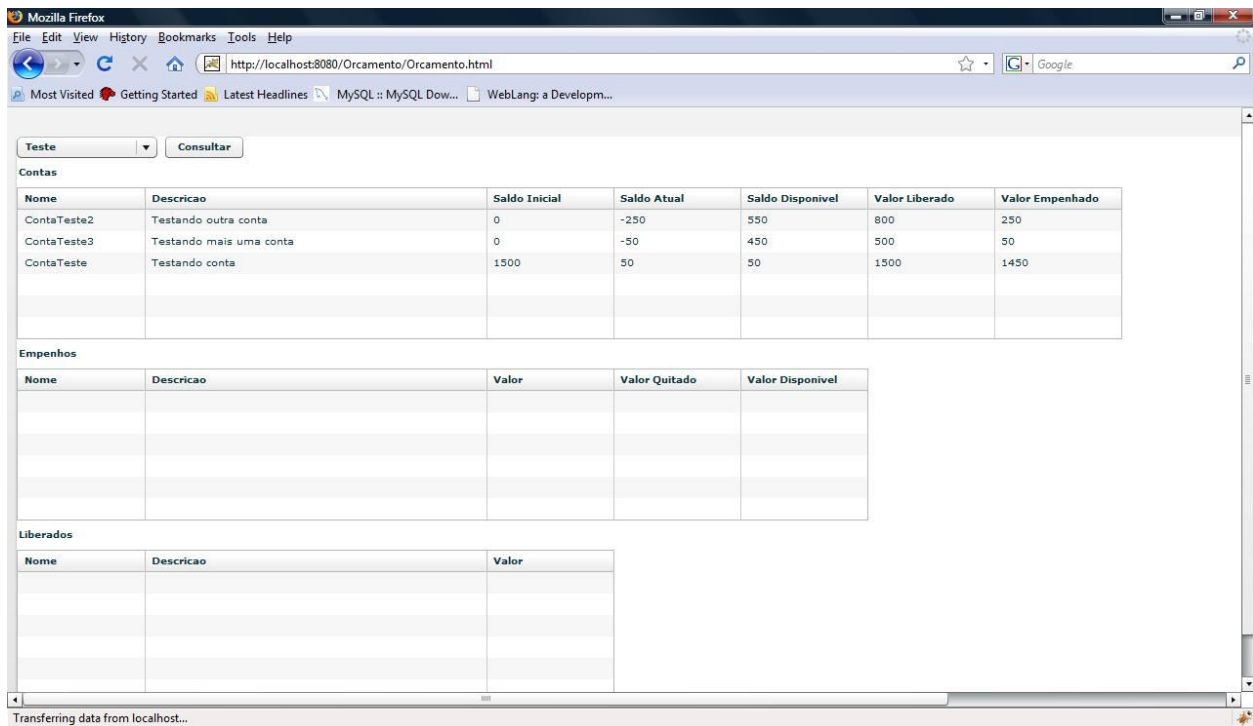 Mozilla Firefox
File Edit View History Bookmarks Tools Help
http://localhost:8080/Orcamento/Orcamento.html
G Google
Most Visited Getting Started Latest Headlines MySQL :: MySQL Dow... WebLang: a Developm...
Teste Consultar
Contas
Nome Descricao Saldo Inicial Saldo Atual Saldo Disponivel Valor Liberado Valor Empenhado
ContaTeste2 Testando outra conta 0 -250 550 800 250
ContaTeste3 Testando mais uma conta 0 -50 450 500 50
ContaTeste Testando conta 1500 50 50 1500 1450
Empenhos
Nome Descricao Valor Valor Quitado Valor Disponivel
Liberados
Nome Descricao Valor
Transferring data from localhost...